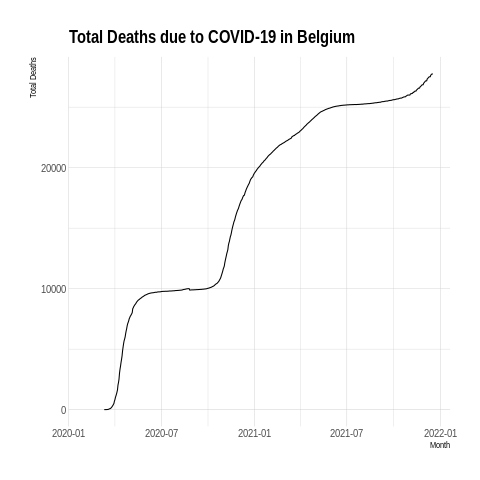 Total Deaths due to COVID-19 in Belgium
Total Deaths
20000
10000
0
2020-01 2020-07 2021-01 2021-07 2022-01
Month